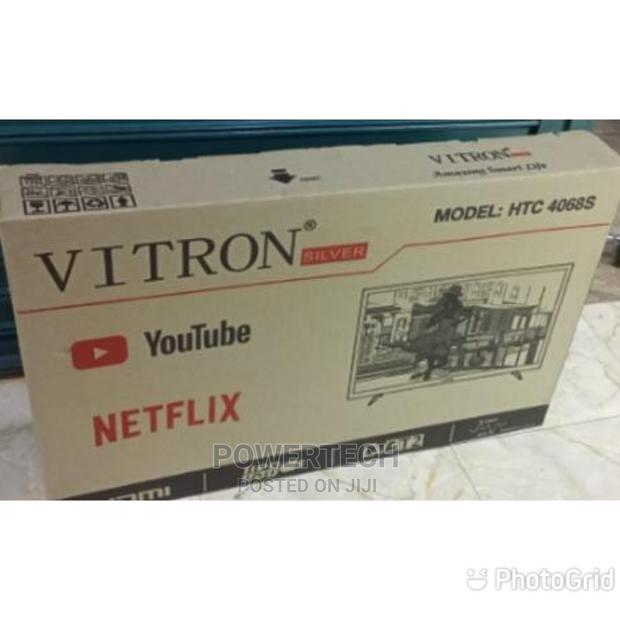 VITRON
Amazing Smart Life
MODEL: HTC 4068S
VITRON®
SILVER
YouTube
NETFLIX
POWERTECH
POSTED ON JIJI
PhotoGrid